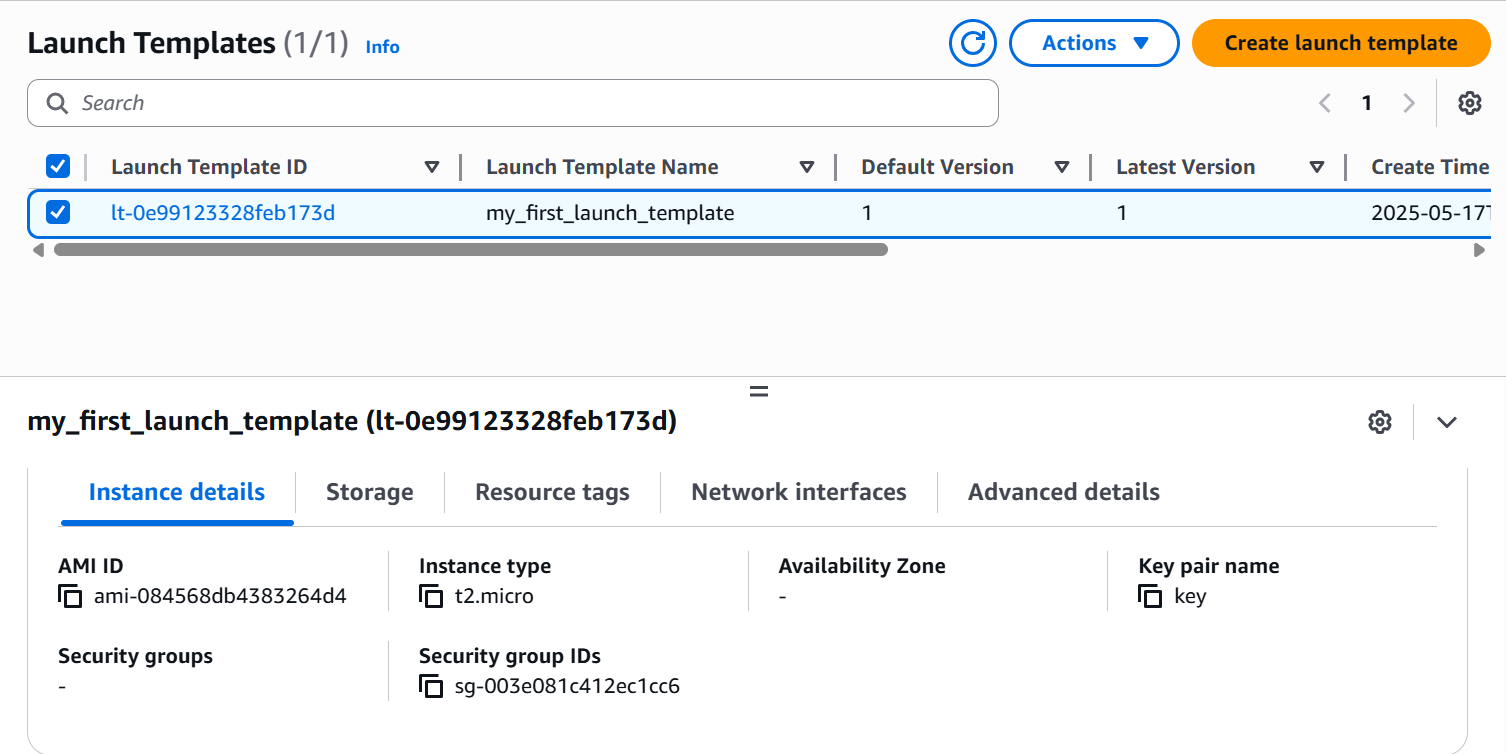 Launch Templates (1/1) Info Actions Create launch template
Search 1
Launch Template ID Launch Template Name Default Version Latest Version Create Time
lt-0e99123328feb173d my_first_launch_template 1 1 2025-05-17T
my_first_launch_template (lt-0e99123328feb173d)
Instance details Storage Resource tags Network interfaces Advanced details
AMI ID Instance type Availability Zone Key pair name
ami-084568db4383264d4 t2.micro - key
Security groups Security group IDs
- sg-003e081c412ec1cc6